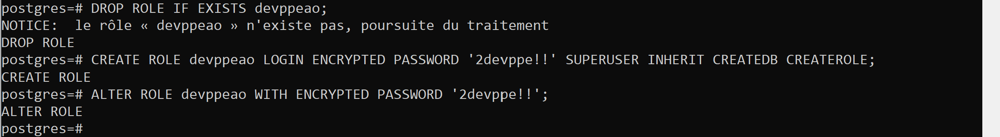 postgres=# DROP ROLE IF EXISTS devppeao;
NOTICE:  le rôle « devppeao » n'existe pas, poursuite du traitement
DROP ROLE
postgres=# CREATE ROLE devppeao LOGIN ENCRYPTED PASSWORD '2devppe!!' SUPERUSER INHERIT CREATEDB CREATEROLE;
CREATE ROLE
postgres=# ALTER ROLE devppeao WITH ENCRYPTED PASSWORD '2devppe!!';
ALTER ROLE
postgres=#